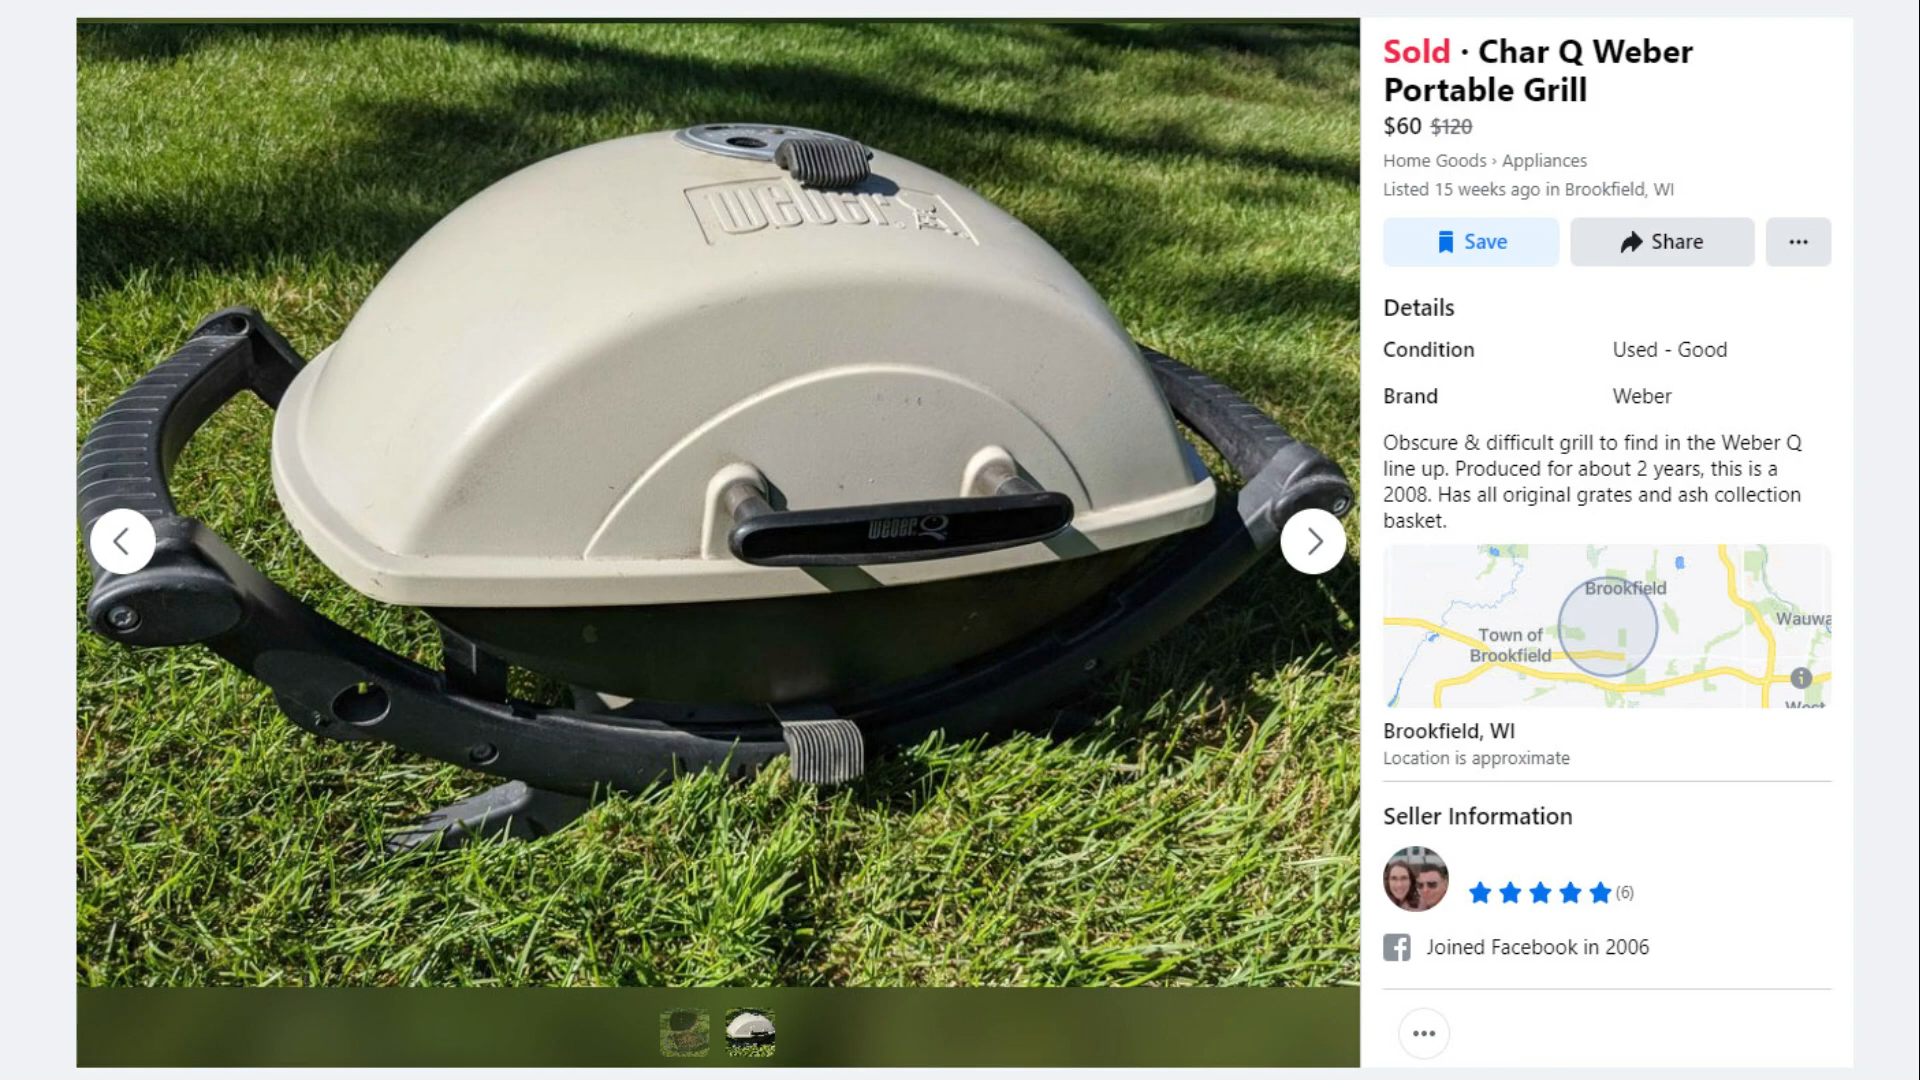 weber
weber Q
Sold · Char Q Weber
Portable Grill
$60 $120
Home Goods › Appliances
Listed 15 weeks ago in Brookfield, WI
Save
Share
Details
Condition Used - Good
Brand Weber
Obscure & difficult grill to find in the Weber Q
line up. Produced for about 2 years, this is a
2008. Has all original grates and ash collection
basket.
Brookfield
Wauwa
Town of
Brookfield
West
Brookfield, WI
Location is approximate
Seller Information
(6)
Joined Facebook in 2006